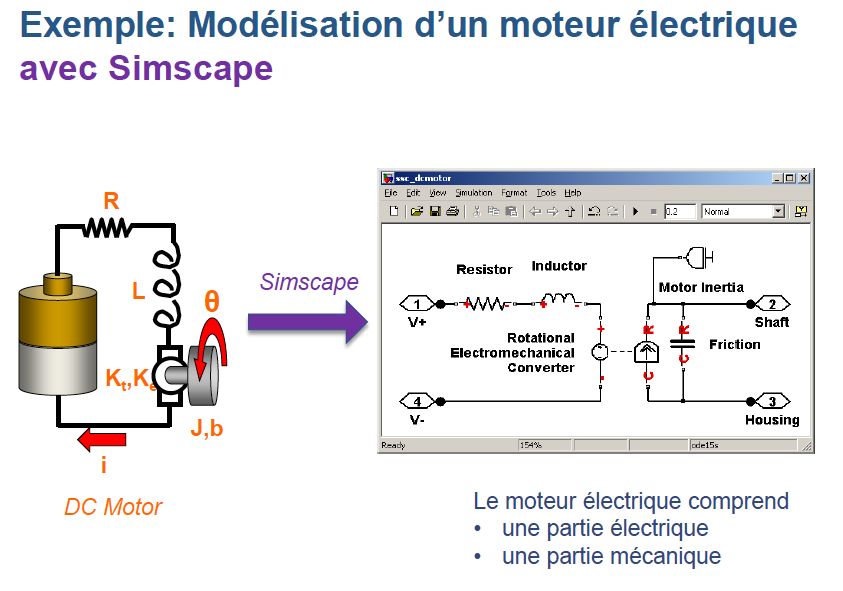 Exemple: Modélisation d'un moteur électrique
avec Simscape
R
L
θ
Kt,Ke
J,b
i
DC Motor
Simscape
ssc_dcmotor
File Edit View Simulation Format Tools Help
0.2 Normal
Resistor Inductor
Motor Inertia
1
V+
2
Shaft
+ - + -
Rotational
Electromechanical
Converter
+
-
R
C
R
C
Friction
4
V-
3
Housing
Ready 154% ode15s
Le moteur électrique comprend
• une partie électrique
• une partie mécanique